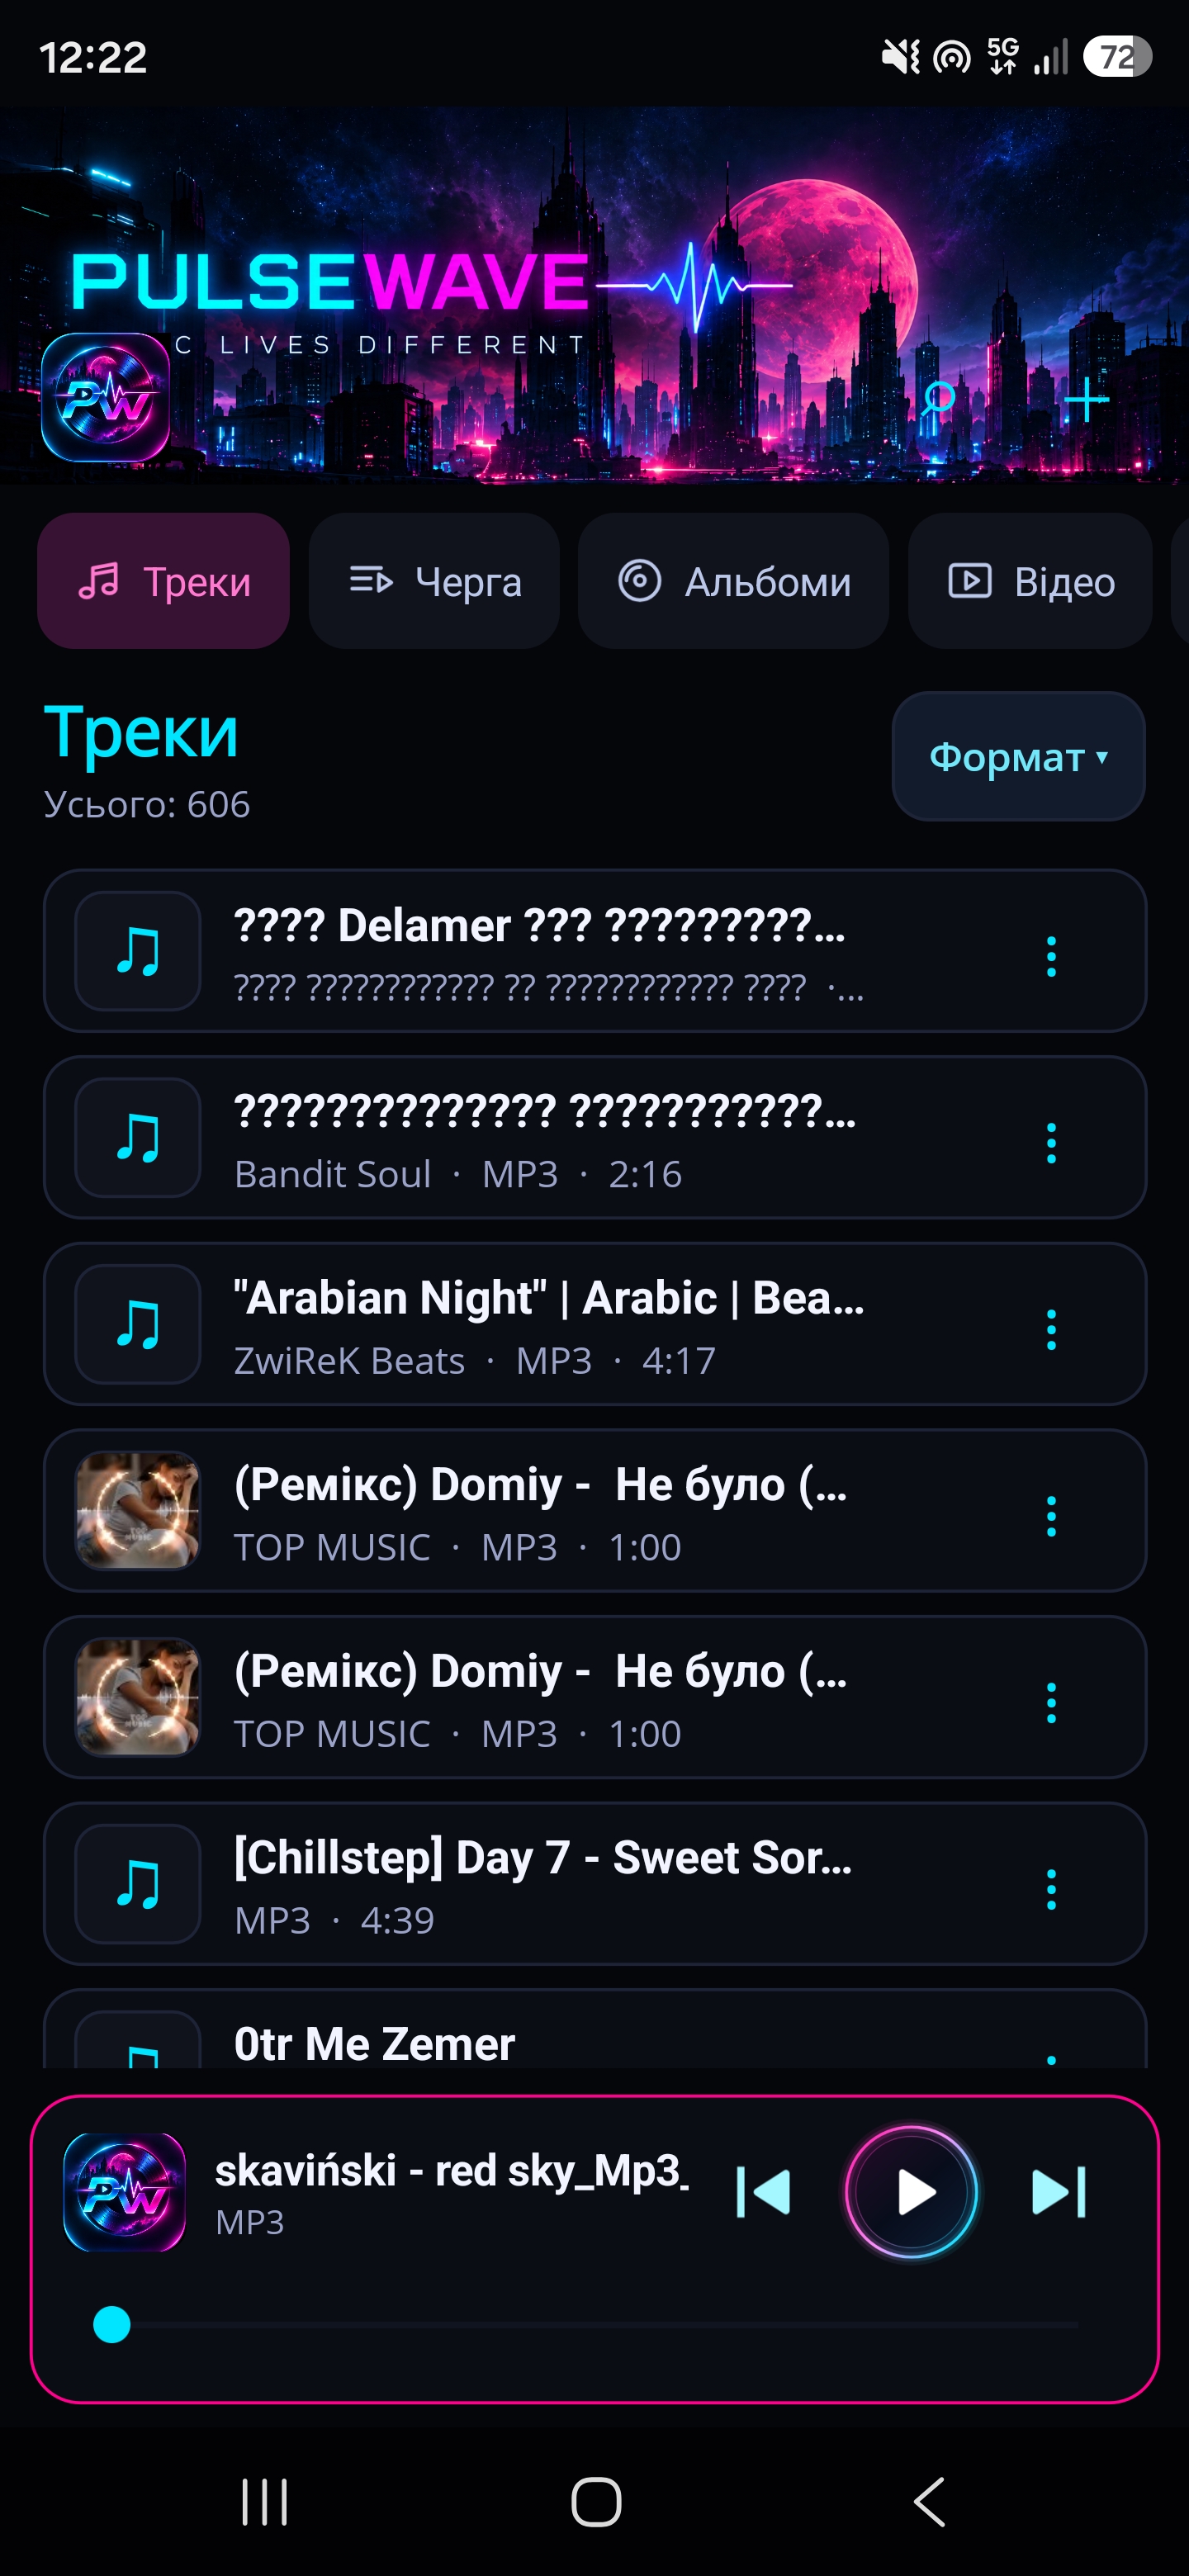 12:22
5G
72
PULSEWAVE
C LIVES DIFFERENT
PW
Треки
Черга
Альбоми
Відео
Треки
Формат ▾
Усього: 606
???? Delamer ??? ?????????...
???? ???????????? ?? ???????????? ???? ·...
?????????????? ???????????...
Bandit Soul · MP3 · 2:16
"Arabian Night" | Arabic | Bea...
ZwiReK Beats · MP3 · 4:17
(Ремікс) Domiy - Не було (...
TOP MUSIC · MP3 · 1:00
(Ремікс) Domiy - Не було (...
TOP MUSIC · MP3 · 1:00
[Chillstep] Day 7 - Sweet Sor...
MP3 · 4:39
0tr Me Zemer
PW
skaviński - red sky_Mp3_
MP3